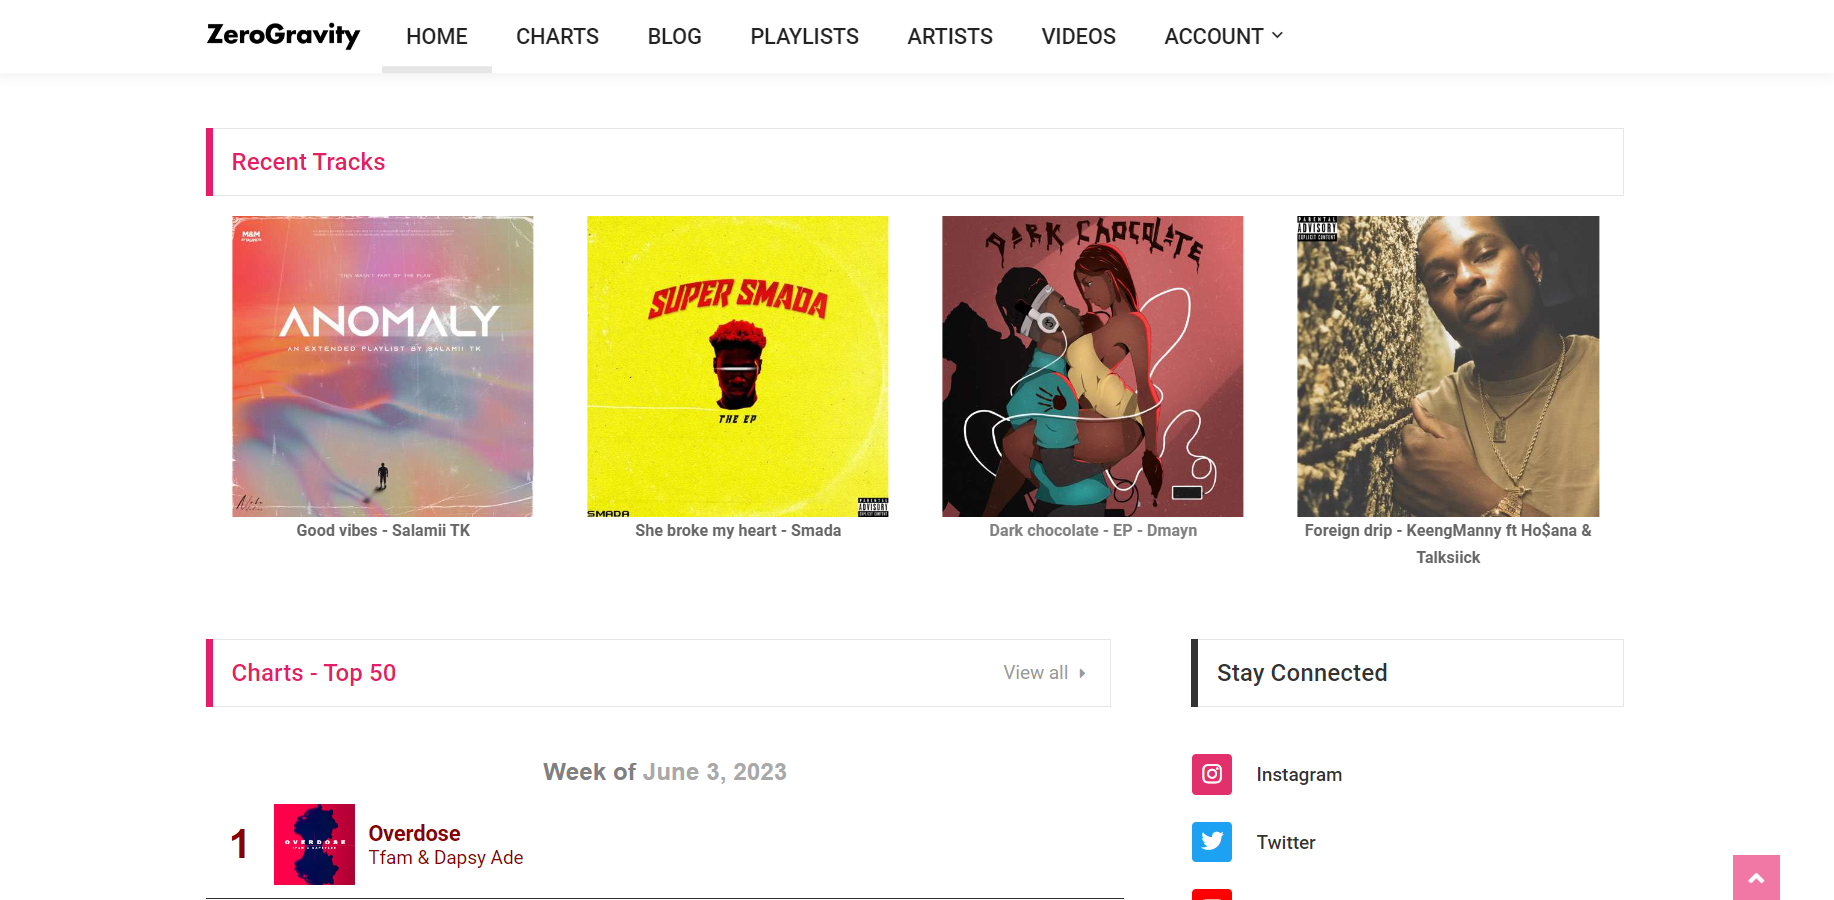 ZeroGravity HOME CHARTS BLOG PLAYLISTS ARTISTS VIDEOS ACCOUNT
Recent Tracks
M&M
ANOMALY
AN EXTENDED PLAYLIST BY SALAMII TK
SUPER SMADA
THE EP
SMADA
PARENTAL
ADVISORY
EXPLICIT CONTENT
DARK CHOCOLATE
PARENTAL
ADVISORY
EXPLICIT CONTENT
Good vibes - Salamii TK
She broke my heart - Smada
Dark chocolate - EP - Dmayn
Foreign drip - KeengManny ft Ho$ana &
Talksiick
Charts - Top 50
View all
Stay Connected
Week of June 3, 2023
1
OVERDOSE
Overdose
Tfam & Dapsy Ade
Instagram
Twitter